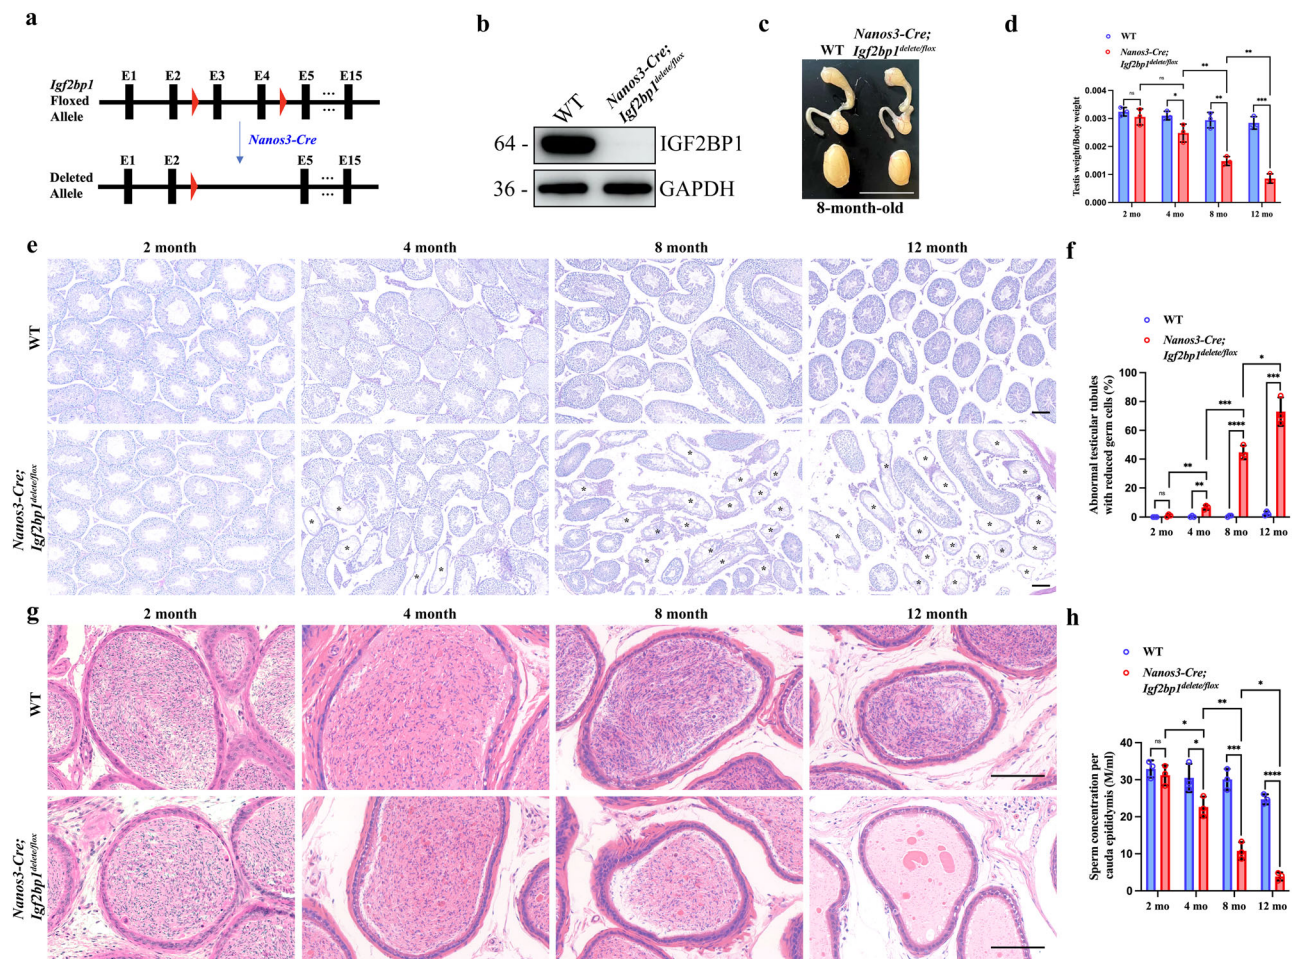 a
Igf2bp1
Floxed
Allele
E1 E2 E3 E4 E5 E15
...
...
Nanos3-Cre
Deleted
Allele
E1 E2 E5 E15
...
...
b
WT
Nanos3-Cre;
Igf2bp1delete/flox
64 - IGF2BP1
36 - GAPDH
c
WT
Nanos3-Cre;
Igf2bp1delete/flox
8-month-old
d
WT
Nanos3-Cre;
Igf2bp1delete/flox
Testis weight/Body weight
0.004
0.003
0.002
0.001
0.000
ns ns * ** ** ** ***
2 mo 4 mo 8 mo 12 mo
e
2 month 4 month 8 month 12 month
WT
Nanos3-Cre;
Igf2bp1delete/flox
f
WT
Nanos3-Cre;
Igf2bp1delete/flox
Abnormal testicular tubules
with reduced germ cells (%)
100
80
60
40
20
0
ns ** ** *** **** * ***
2 mo 4 mo 8 mo 12 mo
g
2 month 4 month 8 month 12 month
WT
Nanos3-Cre;
Igf2bp1delete/flox
h
WT
Nanos3-Cre;
Igf2bp1delete/flox
Sperm concentration per
cauda epididymis (M/ml)
40
30
20
10
0
ns * * ** *** * ****
2 mo 4 mo 8 mo 12 mo